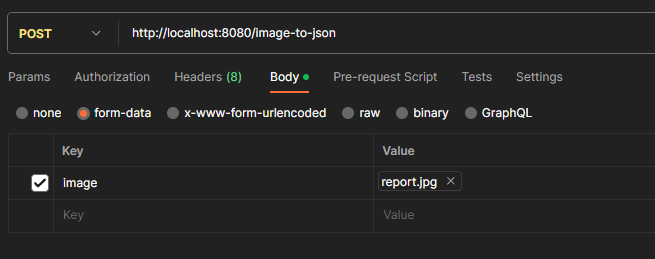 POST http://localhost:8080/image-to-json
Params Authorization Headers (8) Body Pre-request Script Tests Settings
none form-data x-www-form-urlencoded raw binary GraphQL
Key Value
image report.jpg
Key Value